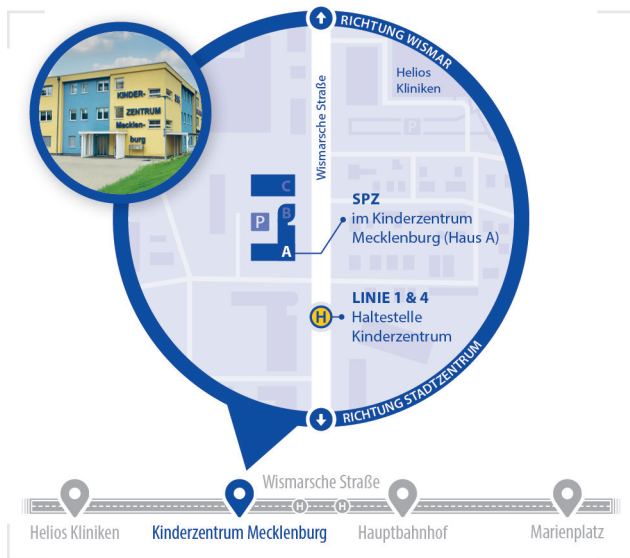 RICHTUNG WISMAR
KINDER-
ZENTRUM
Mecklen-
burg
Wismarsche Straße
Helios
Kliniken
P
C
B
P
A
SPZ
im Kinderzentrum
Mecklenburg (Haus A)
LINIE 1 & 4
H
Haltestelle
Kinderzentrum
RICHTUNG STADTZENTRUM
Wismarsche Straße
H
H
Helios Kliniken
Kinderzentrum Mecklenburg
Hauptbahnhof
Marienplatz